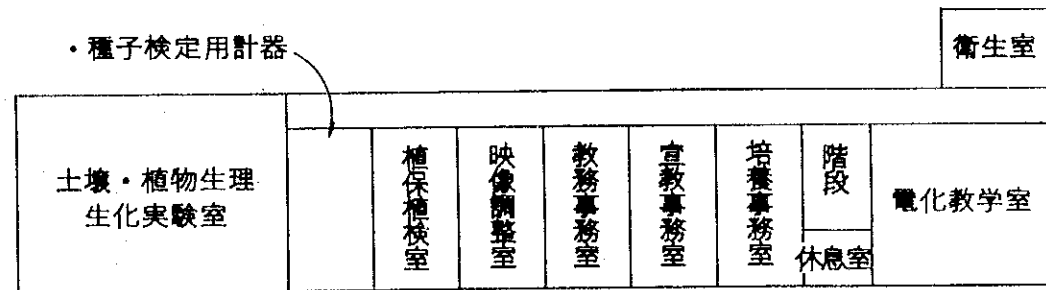 ・種子検定用計器
衛生室
土壌・植物生理
生化実験室
植保植検室
映像調整室
教務事務室
宣教事務室
培養事務室
階段
休息室
電化教学室